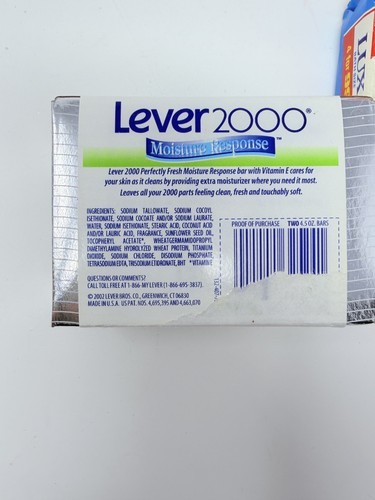 Lever 2000®
Moisture Response™
Lever 2000 Perfectly Fresh Moisture Response bar with Vitamin E cares for
your skin as it cleans by providing extra moisturizer where you need it most.
Leaves all your 2000 parts feeling clean, fresh and touchably soft.
INGREDIENTS: SODIUM TALLOWATE, SODIUM COCOYL
ISETHIONATE, SODIUM COCOATE AND/OR SODIUM LAURATE,
WATER, SODIUM ISETHIONATE, STEARIC ACID, COCONUT ACID
AND/OR LAURIC ACID, FRAGRANCE, SUNFLOWER SEED OIL,
TOCOPHERYL ACETATE*, WHEATGERMAMIDOPROPYL
DIMETHYLAMINE HYDROLYZED WHEAT PROTEIN, TITANIUM
DIOXIDE, SODIUM CHLORIDE, DISODIUM PHOSPHATE,
TETRASODIUM EDTA, TRISODIUM ETIDRONATE, BHT *VITAMIN E
QUESTIONS OR COMMENTS?
CALL TOLL FREE AT 1-866-MY LEVER (1-866-695-3837).
© 2002 LEVER BROS. CO., GREENWICH, CT 06830
MADE IN U.S.A. US PAT. NOS. 4,695,395 AND 4,663,070
PROOF OF PURCHASE TWO 4.5 OZ. BARS
LUX